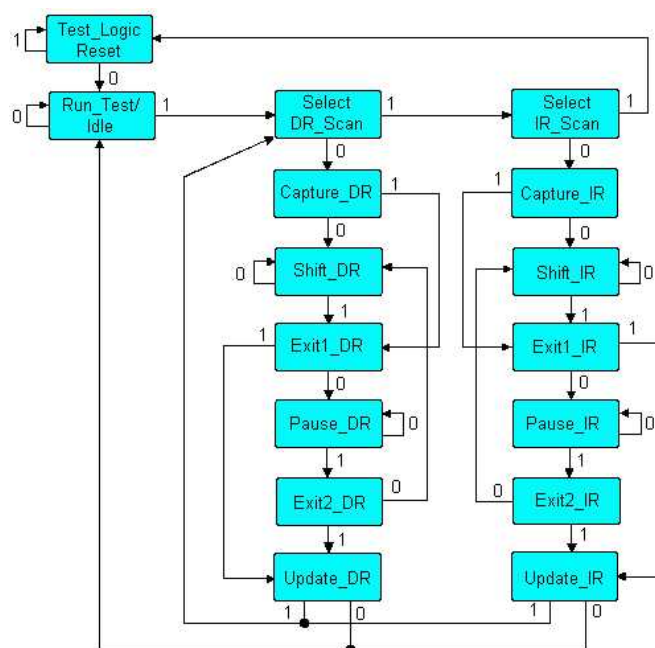 Test_Logic
Reset
1
0
Run_Test/
Idle
0
1
Select
DR_Scan
1
Select
IR_Scan
1
0
0
Capture_DR
1
1
Capture_IR
0
0
Shift_DR
0
Shift_IR
0
1
1
1
Exit1_DR
Exit1_IR
1
0
0
Pause_DR
0
Pause_IR
0
1
1
Exit2_DR
0
0
Exit2_IR
1
1
Update_DR
Update_IR
1
0
1
0